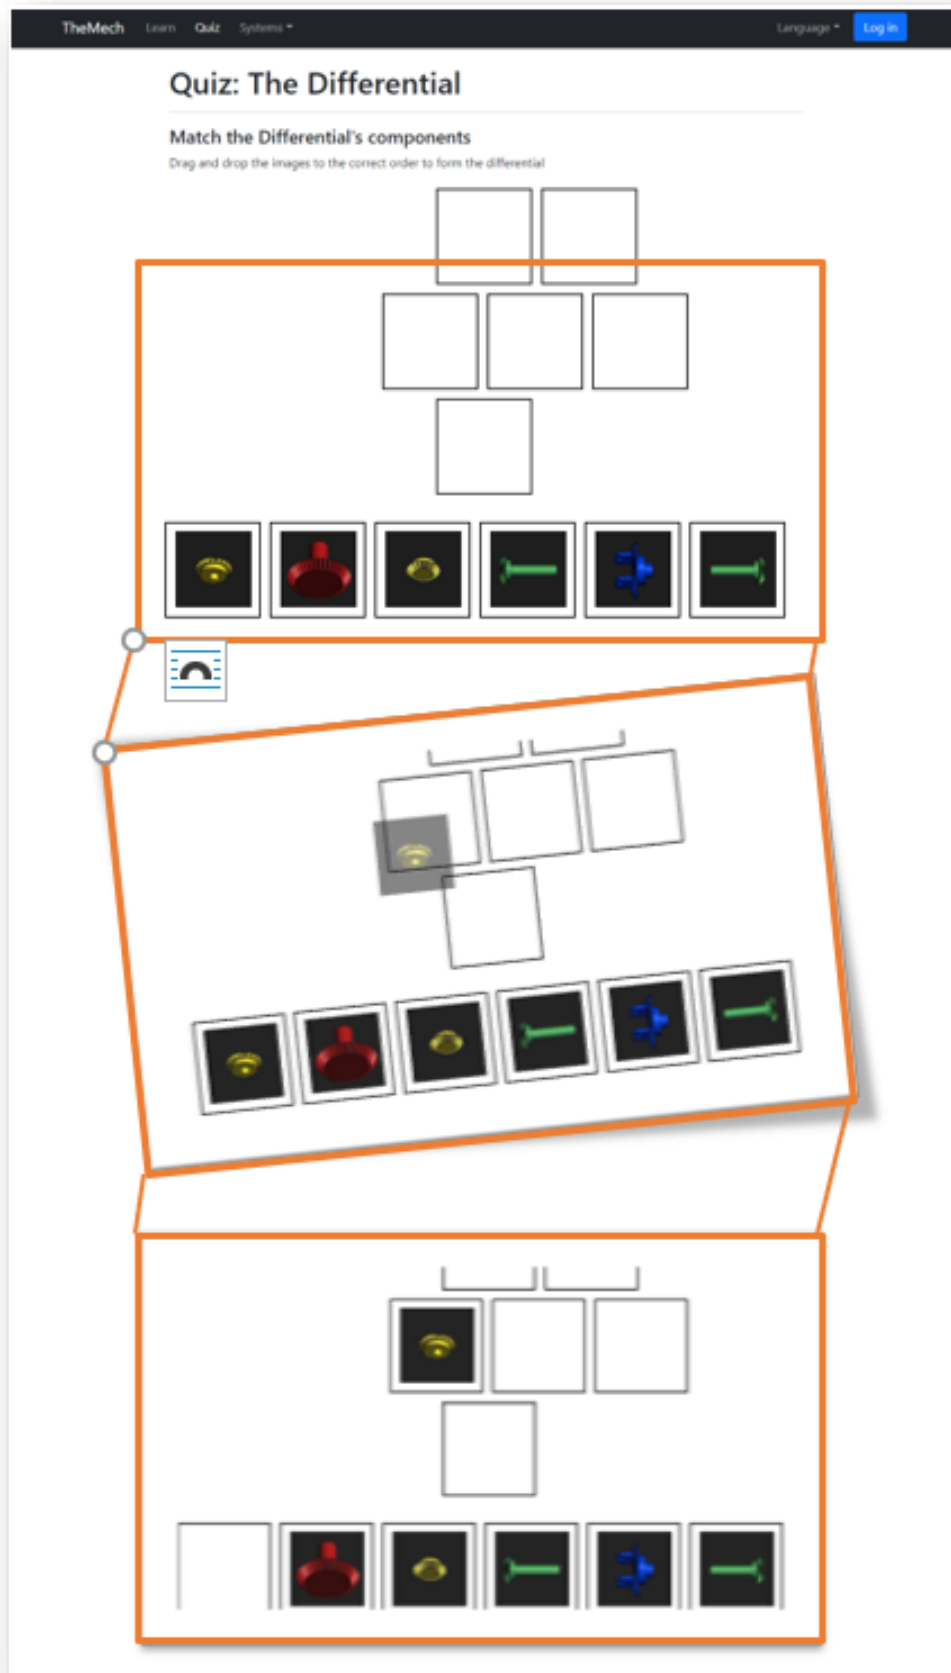 TheMech Learn Quiz Systems Language Log in
Quiz: The Differential
Match the Differential's components
Drag and drop the images to the correct order to form the differential